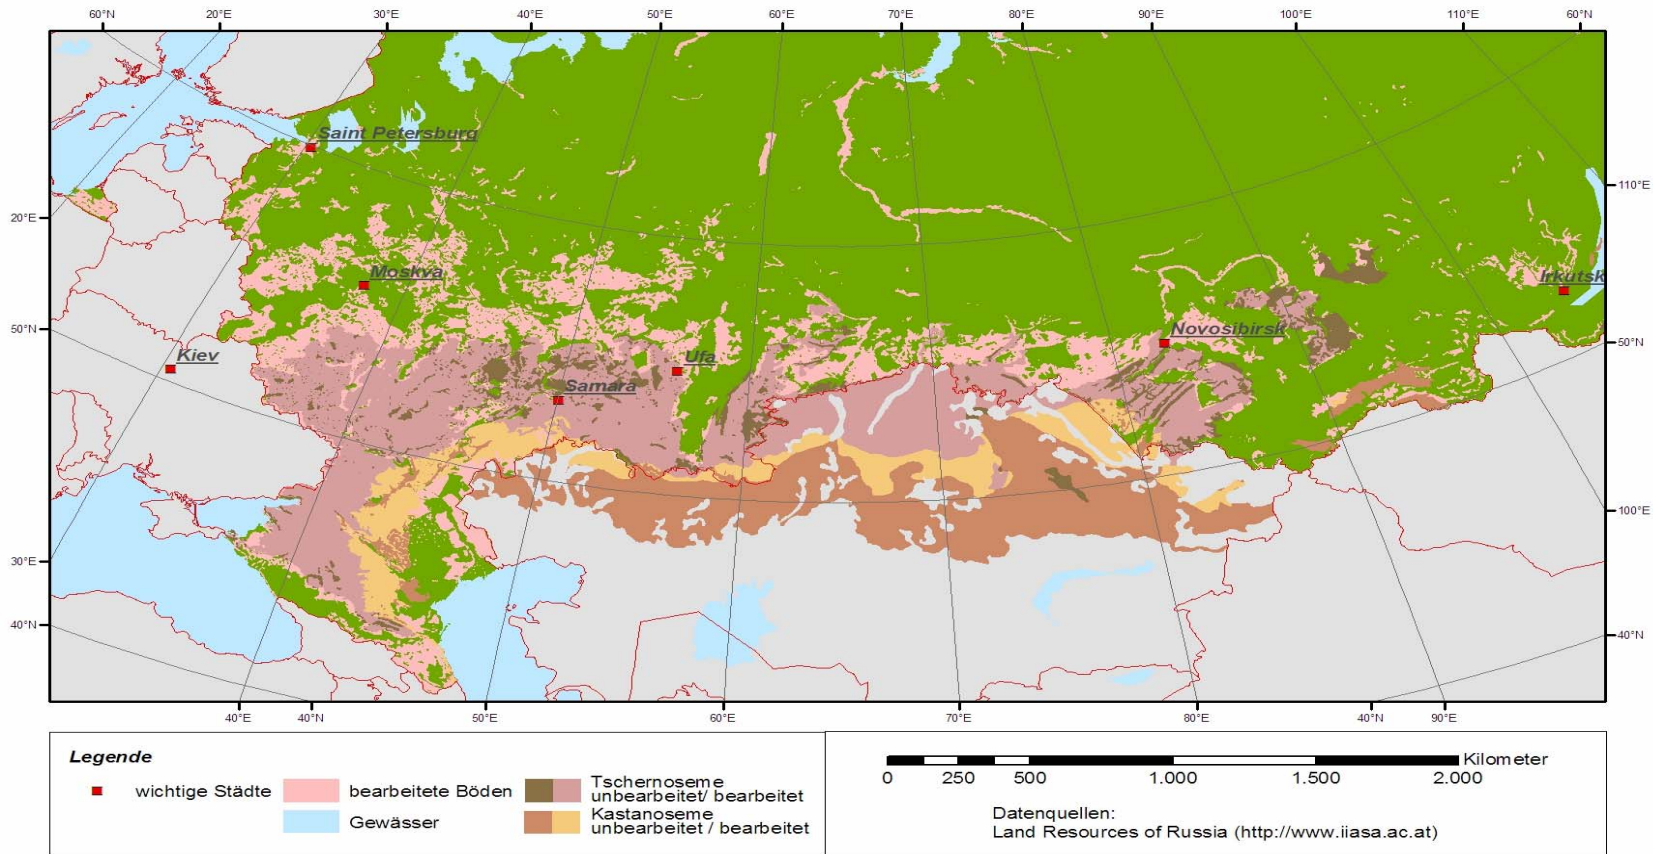 60°N 20°E 30°E 40°E 50°E 60°E 70°E 80°E 90°E 100°E 110°E 60°N
Saint Petersburg
110°E
20°E
Moskva
Irkutsk
50°N
Novosibirsk
50°N
Kiev
Ufa
Samara
100°E
30°E
40°N
40°N
40°E 40°N 50°E 60°E 70°E 80°E 40°N 90°E
Legende
wichtige Städte
bearbeitete Böden
Gewässer
Tschernoseme
unbearbeitet/ bearbeitet
Kastanoseme
unbearbeitet / bearbeitet
Kilometer
0 250 500 1.000 1.500 2.000
Datenquellen:
Land Resources of Russia (http://www.iiasa.ac.at)